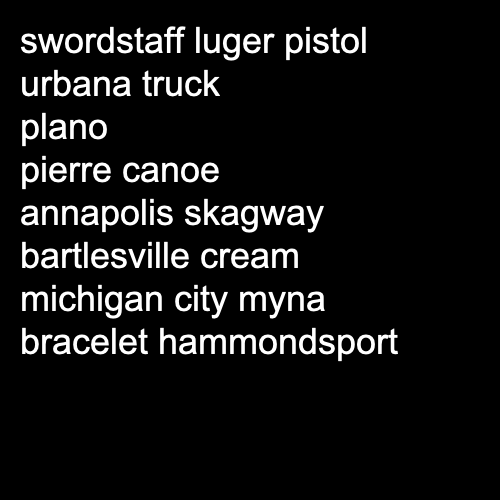 swordstaff luger pistol
urbana truck
plano
pierre canoe
annapolis skagway
bartlesville cream
michigan city myna
bracelet hammondsport